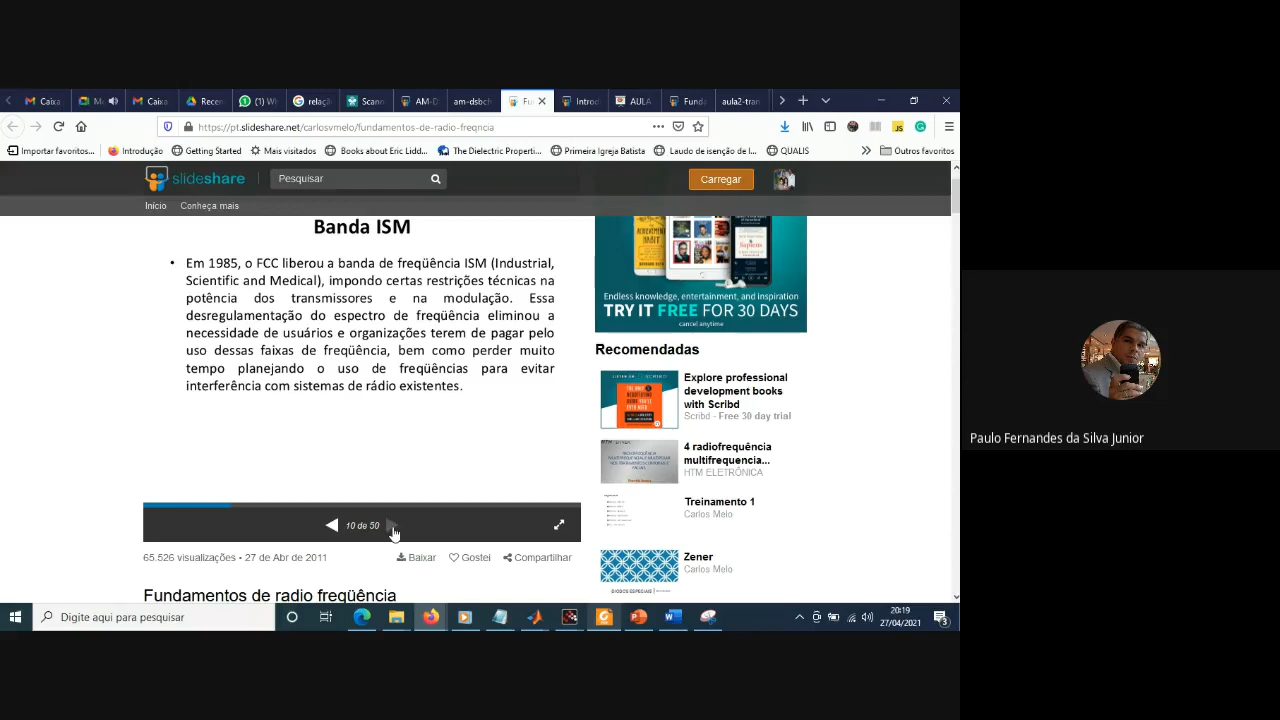 Caixa
M
Caixa
Recen
(1) W
relaçã
Scann
AM-D
am-dsbch
Fu
Introd
AULA
Funda
aula2-tran
https://pt.slideshare.net/carlosvmelo/fundamentos-de-radio-freqncia
Importar favoritos...
Introdução
Getting Started
Mais visitados
Books about Eric Lidd...
The Dielectric Properti...
Primeira Igreja Batista
Laudo de isenção de I...
QUALIS
Outros favoritos
slideshare
Pesquisar
Carregar
Início
Conheça mais
Banda ISM
• Em 1985, o FCC liberou a banda de freqüência ISM (Industrial,
Scientific and Medical), impondo certas restrições técnicas na
potência dos transmissores e na modulação. Essa
desregulamentação do espectro de freqüência eliminou a
necessidade de usuários e organizações terem de pagar pelo
uso dessas faixas de freqüência, bem como perder muito
tempo planejando o uso de freqüências para evitar
interferência com sistemas de rádio existentes.
10 de 50
65.526 visualizações • 27 de Abr de 2011
Baixar
Gostei
Compartilhar
Fundamentos de radio freqüência
Endless knowledge, entertainment, and inspiration
TRY IT FREE FOR 30 DAYS
cancel anytime
Recomendadas
Explore professional
development books
with Scribd
Scribd - Free 30 day trial
4 radiofrequência
multifrequencia...
HTM ELETRÔNICA
Treinamento 1
Carlos Melo
Zener
Carlos Melo
DIODOS ESPECIAIS
Digite aqui para pesquisar
20:19
27/04/2021
3
Paulo Fernandes da Silva Junior